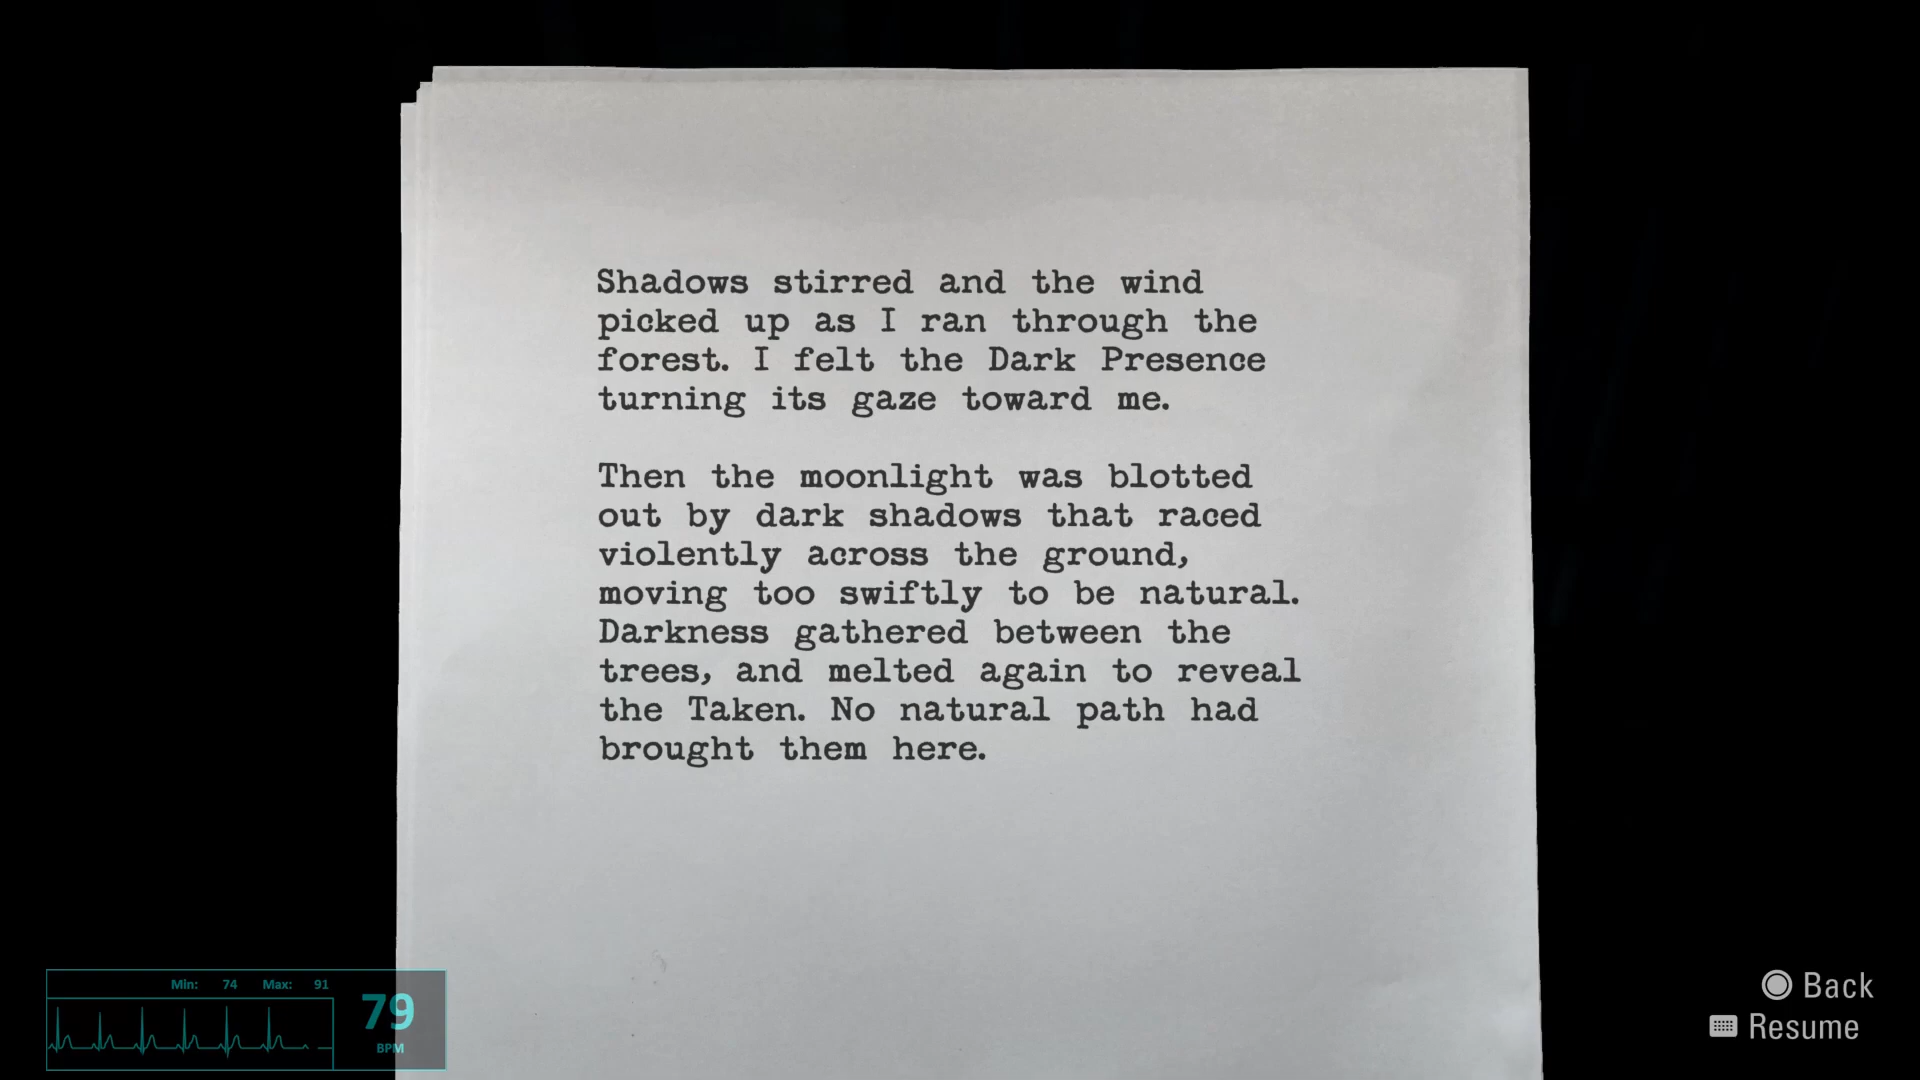 Shadows stirred and the wind
picked up as I ran through the
forest. I felt the Dark Presence
turning its gaze toward me.
Then the moonlight was blotted
out by dark shadows that raced
violently across the ground,
moving too swiftly to be natural.
Darkness gathered between the
trees, and melted again to reveal
the Taken. No natural path had
brought them here.
Min: 74 Max: 91
79
BPM
Back
Resume